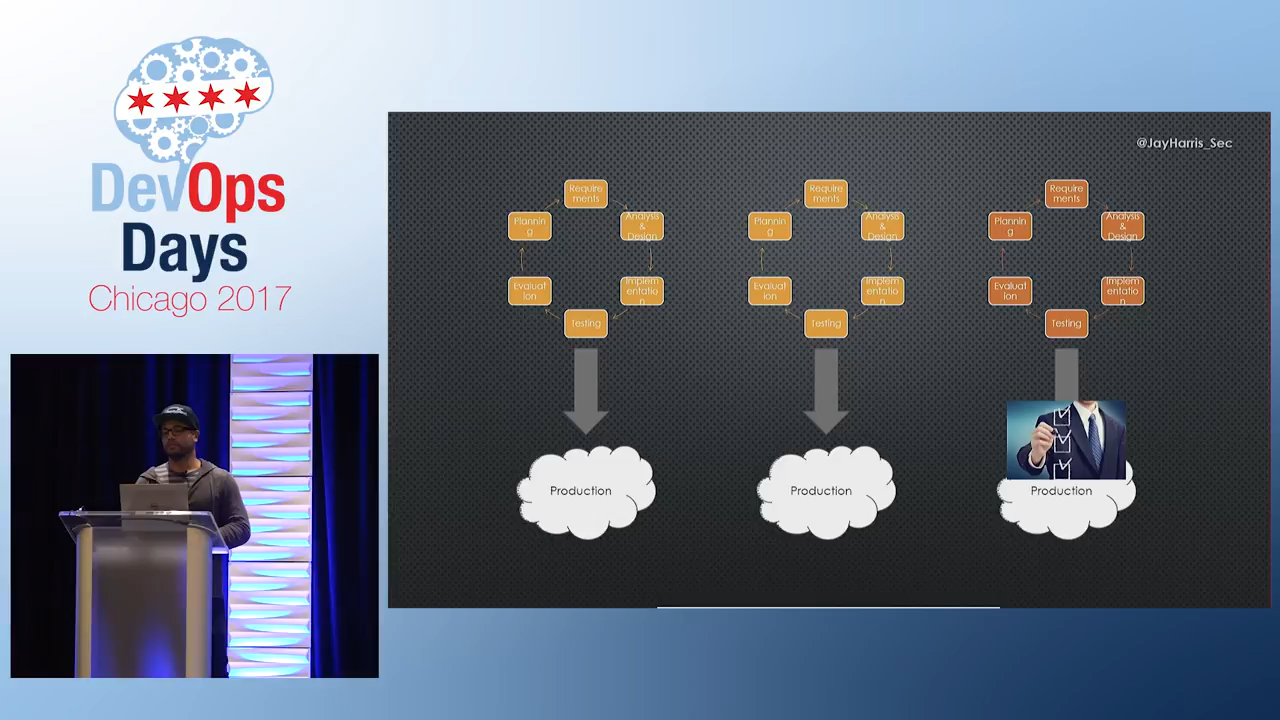 DevOps
Days
Chicago 2017
@JayHarris_Sec
Require
ments
Plannin
g
Analysis
&
Design
Evaluat
ion
Implem
entatio
n
Testing
Production
Require
ments
Plannin
g
Analysis
&
Design
Evaluat
ion
Implem
entatio
n
Testing
Production
Require
ments
Plannin
g
Analysis
&
Design
Evaluat
ion
Implem
entatio
n
Testing
Production